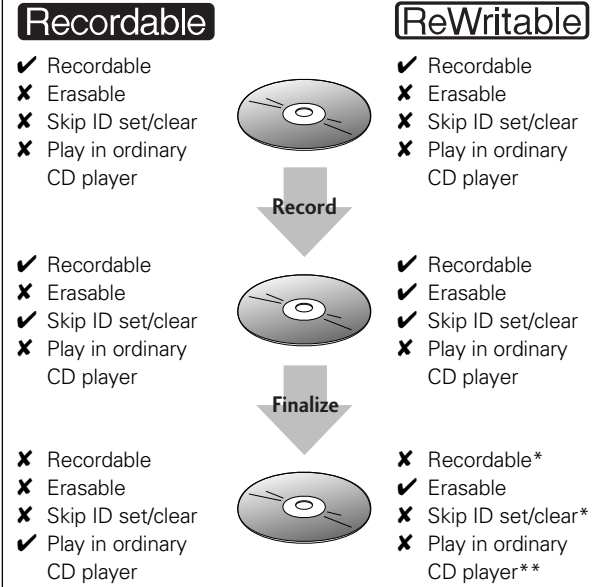 Recordable
✔ Recordable
✘ Erasable
✘ Skip ID set/clear
✘ Play in ordinary
CD player
ReWritable
✔ Recordable
✘ Erasable
✘ Skip ID set/clear
✘ Play in ordinary
CD player
Record
✔ Recordable
✘ Erasable
✔ Skip ID set/clear
✘ Play in ordinary
CD player
✔ Recordable
✔ Erasable
✔ Skip ID set/clear
✘ Play in ordinary
CD player
Finalize
✘ Recordable
✘ Erasable
✘ Skip ID set/clear
✔ Play in ordinary
CD player
✘ Recordable*
✔ Erasable
✘ Skip ID set/clear*
✘ Play in ordinary
CD player**